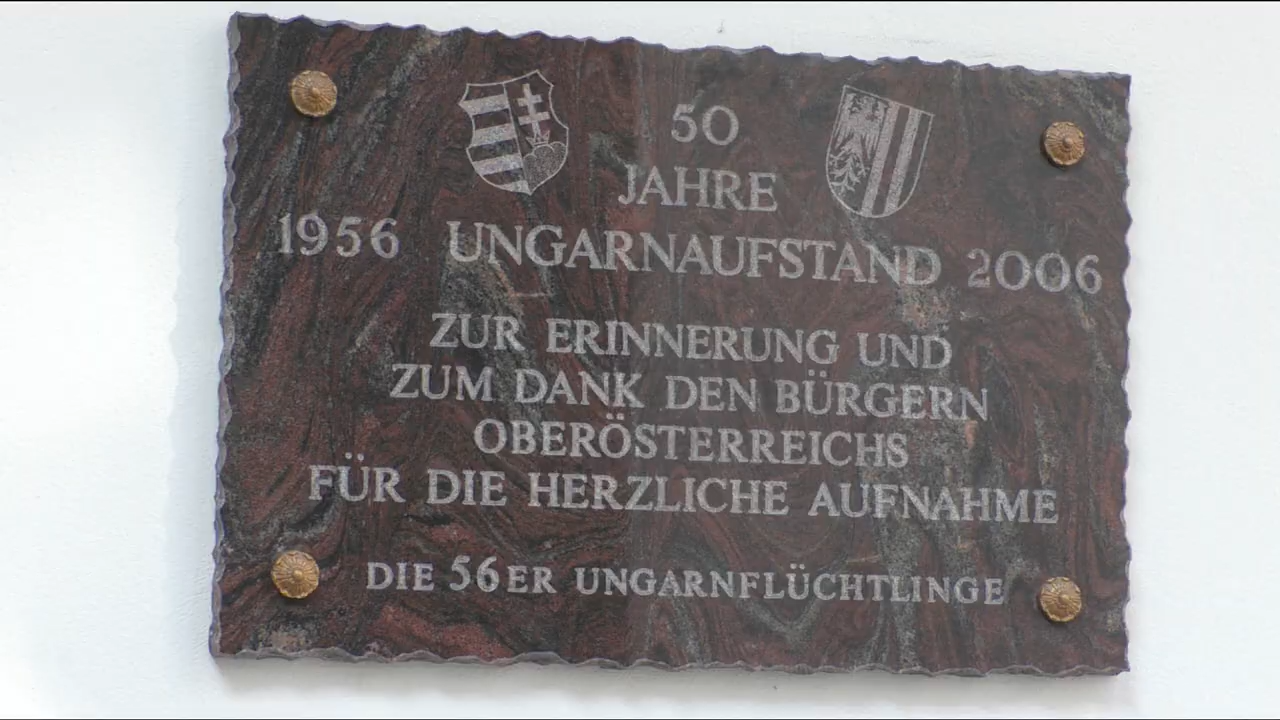 50
JAHRE
1956 UNGARNAUFSTAND 2006
ZUR ERINNERUNG UND
ZUM DANK DEN BÜRGERN
OBERÖSTERREICHS
FÜR DIE HERZLICHE AUFNAHME
DIE 56ER UNGARNFLÜCHTLINGE